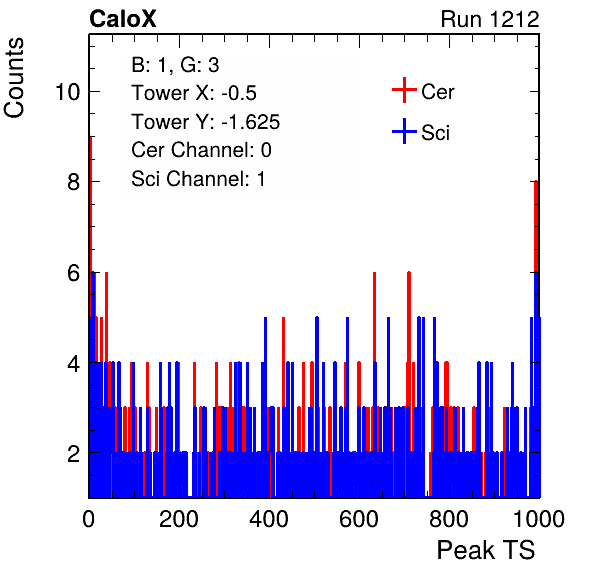 CaloX Run 1212
Counts
B: 1, G: 3
Tower X: -0.5
Tower Y: -1.625
Cer Channel: 0
Sci Channel: 1
Cer
Sci
10
8
6
4
2
0 200 400 600 800 1000
Peak TS